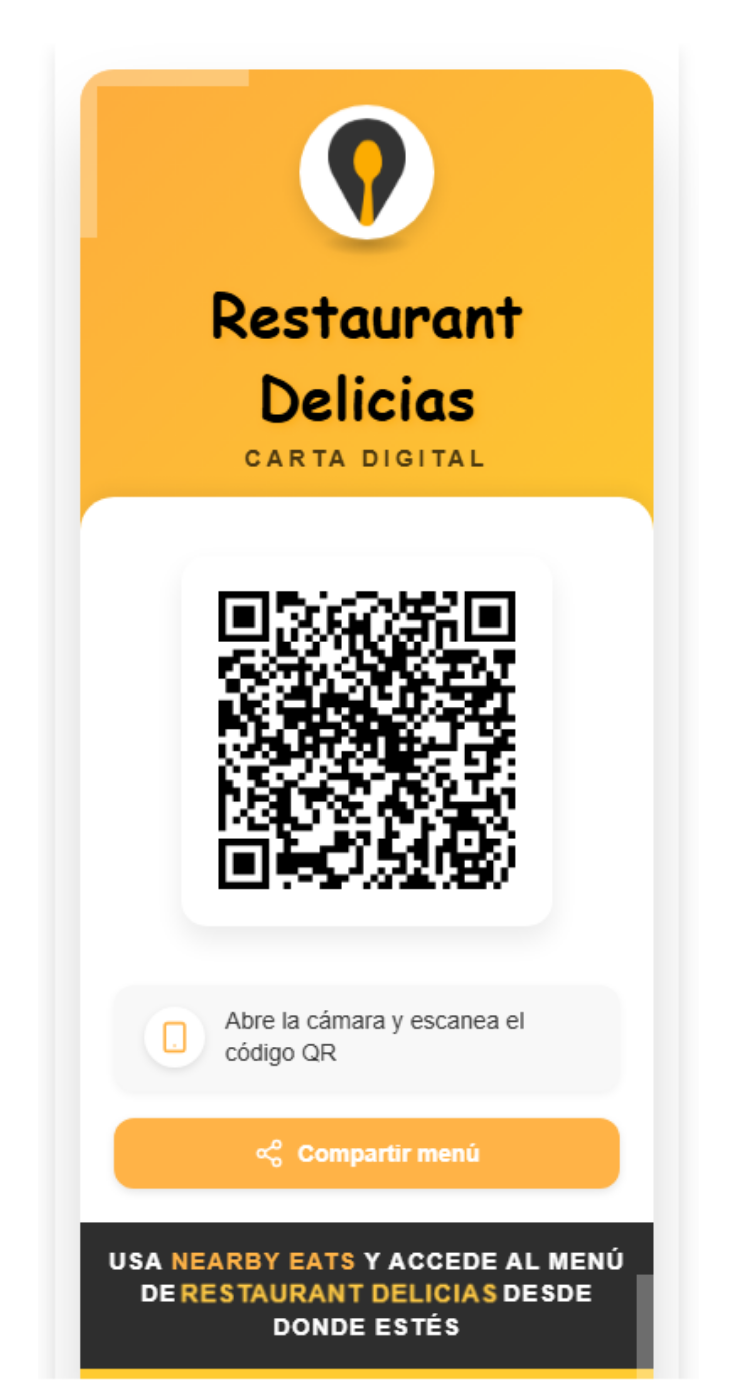 Restaurant
Delicias
CARTA DIGITAL
Abre la cámara y escanea el
código QR
Compartir menú
USA NEARBY EATS Y ACCEDE AL MENÚ
DE RESTAURANT DELICIAS DESDE
DONDE ESTÉS